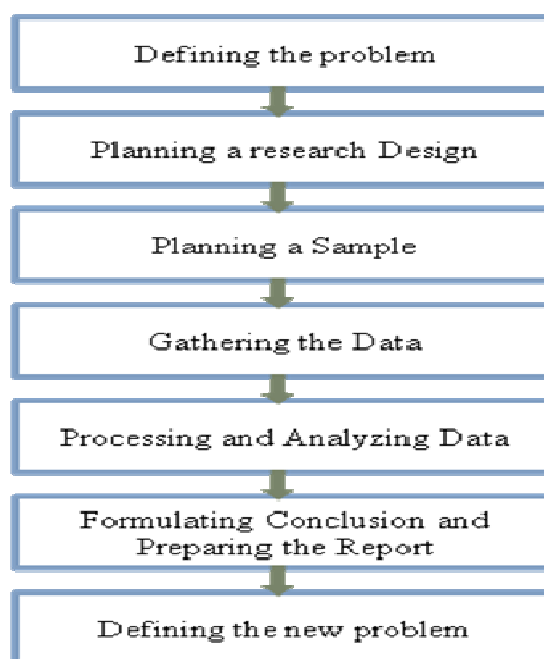 Defining the problem
Planning a research Design
Planning a Sample
Gathering the Data
Processing and Analyzing Data
Formulating Conclusion and
Preparing the Report
Defining the new problem